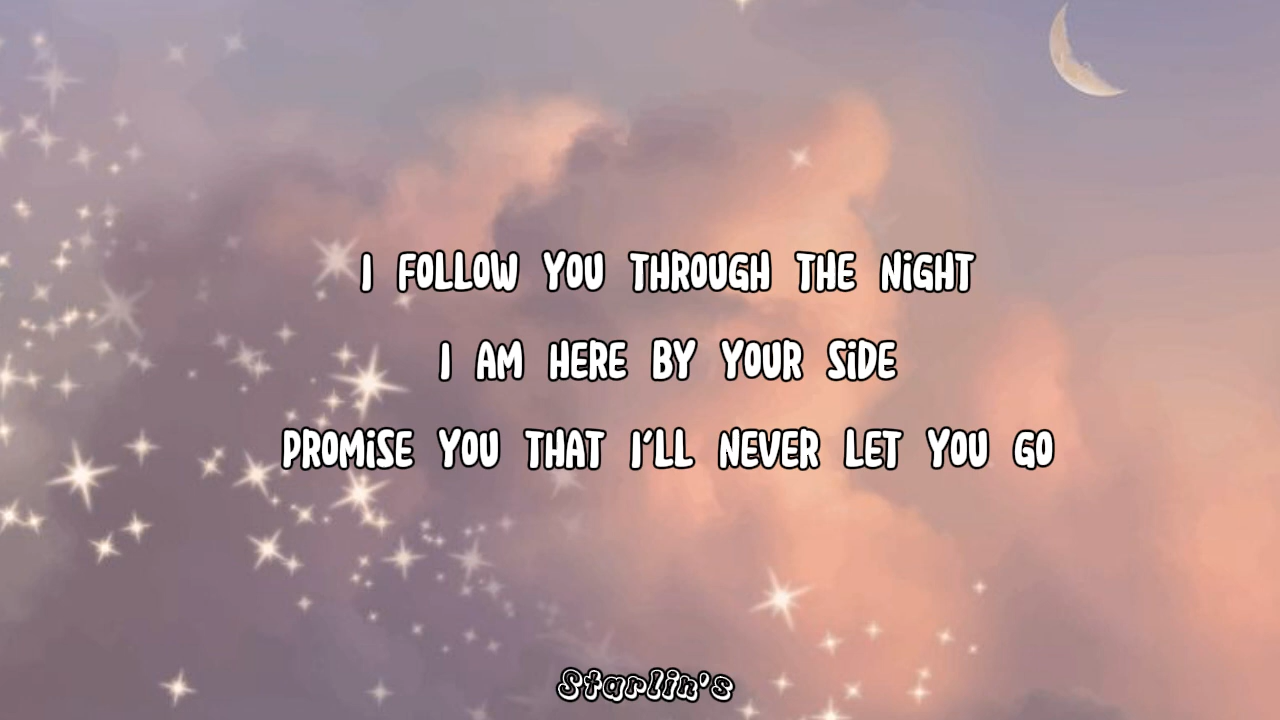 I FOLLOW YOU THROUGH THE NiGHT
I AM HERE BY YOUR SiDE
PROMiSE YOU THAT I'LL NEVER LET YOU GO
Starlin's